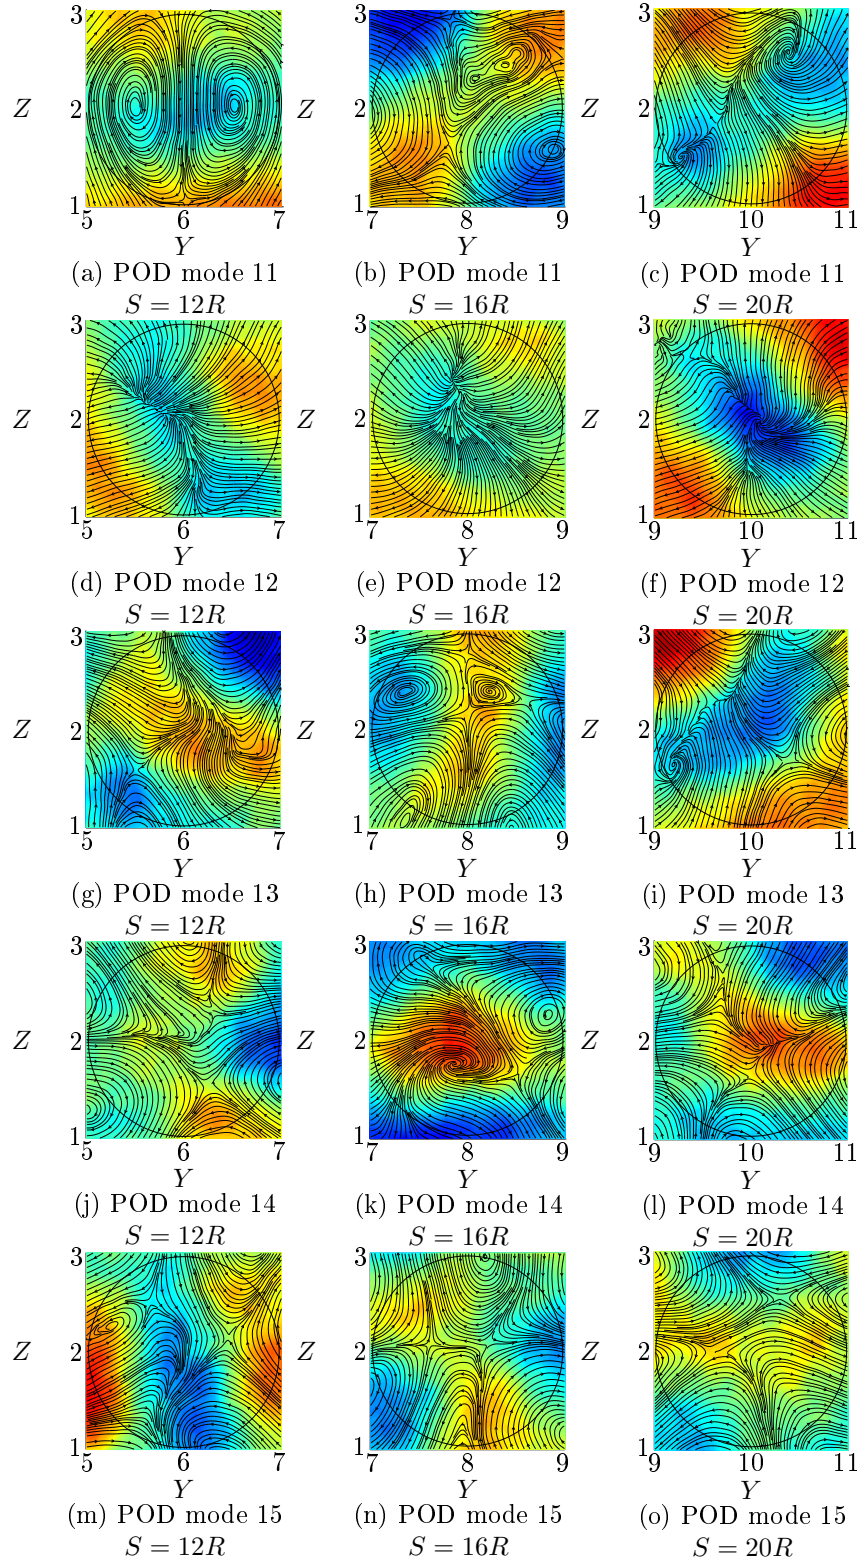 3 3 3
Z 2 Z 2 Z 2
1 1 1
5 6 7 7 8 9 9 10 11
Y Y Y
(a) POD mode 11 (b) POD mode 11 (c) POD mode 11
S = 12R S = 16R S = 20R
3 3 3
Z 2 Z 2 Z 2
1 1 1
5 6 7 7 8 9 9 10 11
Y Y Y
(d) POD mode 12 (e) POD mode 12 (f) POD mode 12
S = 12R S = 16R S = 20R
3 3 3
Z 2 Z 2 Z 2
1 1 1
5 6 7 7 8 9 9 10 11
Y Y Y
(g) POD mode 13 (h) POD mode 13 (i) POD mode 13
S = 12R S = 16R S = 20R
3 3 3
Z 2 Z 2 Z 2
1 1 1
5 6 7 7 8 9 9 10 11
Y Y Y
(j) POD mode 14 (k) POD mode 14 (l) POD mode 14
S = 12R S = 16R S = 20R
3 3 3
Z 2 Z 2 Z 2
1 1 1
5 6 7 7 8 9 9 10 11
Y Y Y
(m) POD mode 15 (n) POD mode 15 (o) POD mode 15
S = 12R S = 16R S = 20R